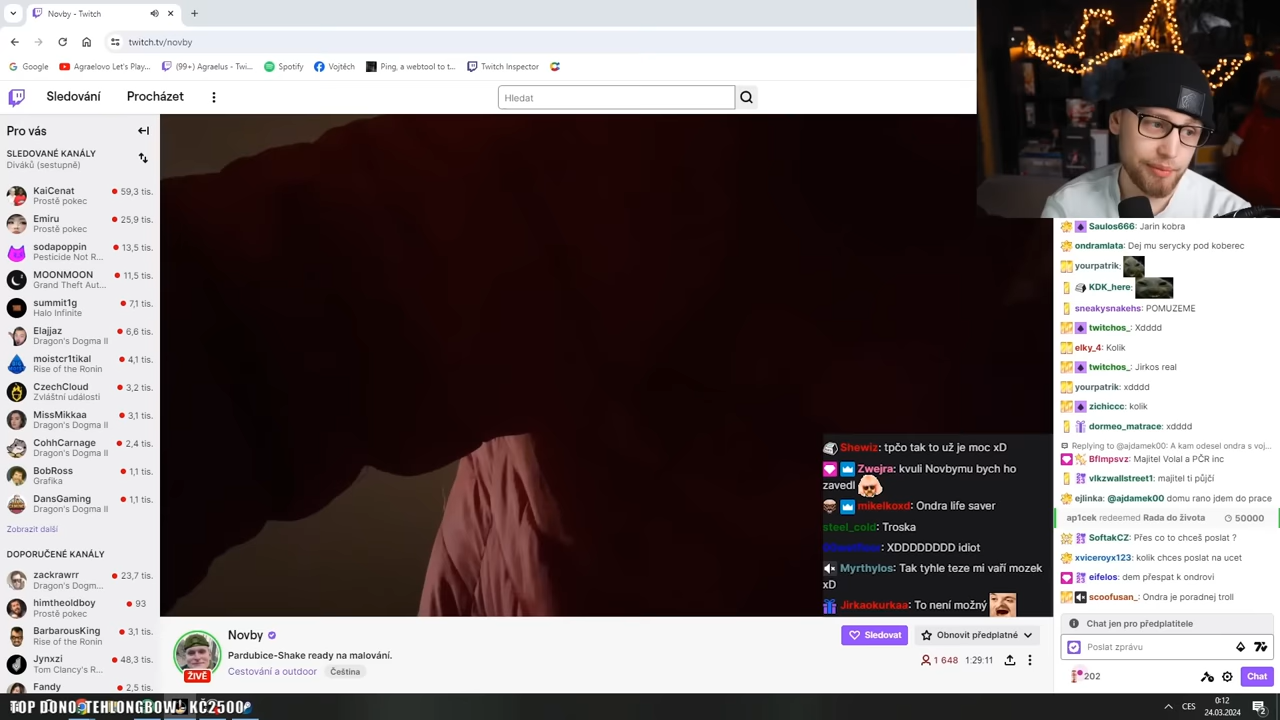 Novby - Twitch
twitch.tv/novby
Google
Agraelovo Let's Play...
(99+) Agraelus - Twi...
Spotify
Vojtěch
Ping, a webtool to t...
Twitch Inspector
Sledování
Procházet
Hledat
Pro vás
SLEDOVANÉ KANÁLY
Diváků (sestupně)
KaiCenat 59,3 tis.
Prostě pokec
Emiru 25,9 tis.
Prostě pokec
sodapoppin 13,5 tis.
Pesticide Not R...
MOONMOON 11,5 tis.
Grand Theft Aut...
summit1g 7,1 tis.
Halo Infinite
Elajjaz 6,6 tis.
Dragon's Dogma II
moistcr1tikal 4,1 tis.
Rise of the Ronin
CzechCloud 3,2 tis.
Zvláštní události
MissMikkaa 3,1 tis.
Dragon's Dogma II
CohhCarnage 2,4 tis.
Dragon's Dogma II
BobRoss 1,1 tis.
Grafika
DansGaming 1,1 tis.
Dragon's Dogma II
Zobrazit další
DOPORUČENÉ KANÁLY
zackrawrr 23,7 tis.
Dragon's Dogm...
himtheoldboy 93
Prostě pokec
BarbarousKing 3,1 tis.
Rise of the Ronin
Jynxzi 48,3 tis.
Tom Clancy's R...
Fandy 2,5 tis.
Shewiz: tpčo tak to už je moc xD
Zwejra: kvuli Novbymu bych ho
zavedl
mikelkoxd: Ondra life saver
steel_cold: Troska
XDDDDDDDD idiot
Myrthylos: Tak tyhle teze mi vaří mozek
xD
Jirkaokurkaa: To není možný
Novby
Pardubice-Shake ready na malování.
Cestování a outdoor
Čeština
ŽIVĚ
Sledovat
Obnovit předplatné
1 648
1:29:11
Saulos666: Jarin kobra
ondramlata: Dej mu serycky pod koberec
yourpatrik:
KDK_here:
sneakysnakehs: POMUZEME
twitchos_: Xdddd
elky_4: Kolik
twitchos_: Jirkos real
yourpatrik: xdddd
zichiccc: kolik
dormeo_matrace: xdddd
Replying to @ajdamek00: A kam odesel ondra s voj...
Bflmpsvz: Majitel Volal a PČR inc
vlkzwallstreet1: majitel ti půjčí
ejlinka: @ajdamek00 domu rano jdem do prace
ap1cek redeemed Rada do života 50000
SoftakCZ: Přes co to chceš poslat ?
xviceroyx123: kolik chces poslat na ucet
eifelos: dem přespat k ondrovi
scoofusan_: Ondra je poradnej troll
Chat jen pro předplatitele
Poslat zprávu
202
Chat
TOP DONO: TEHLONGBOW - KČ2500
CES
0:12
24.03.2024
2